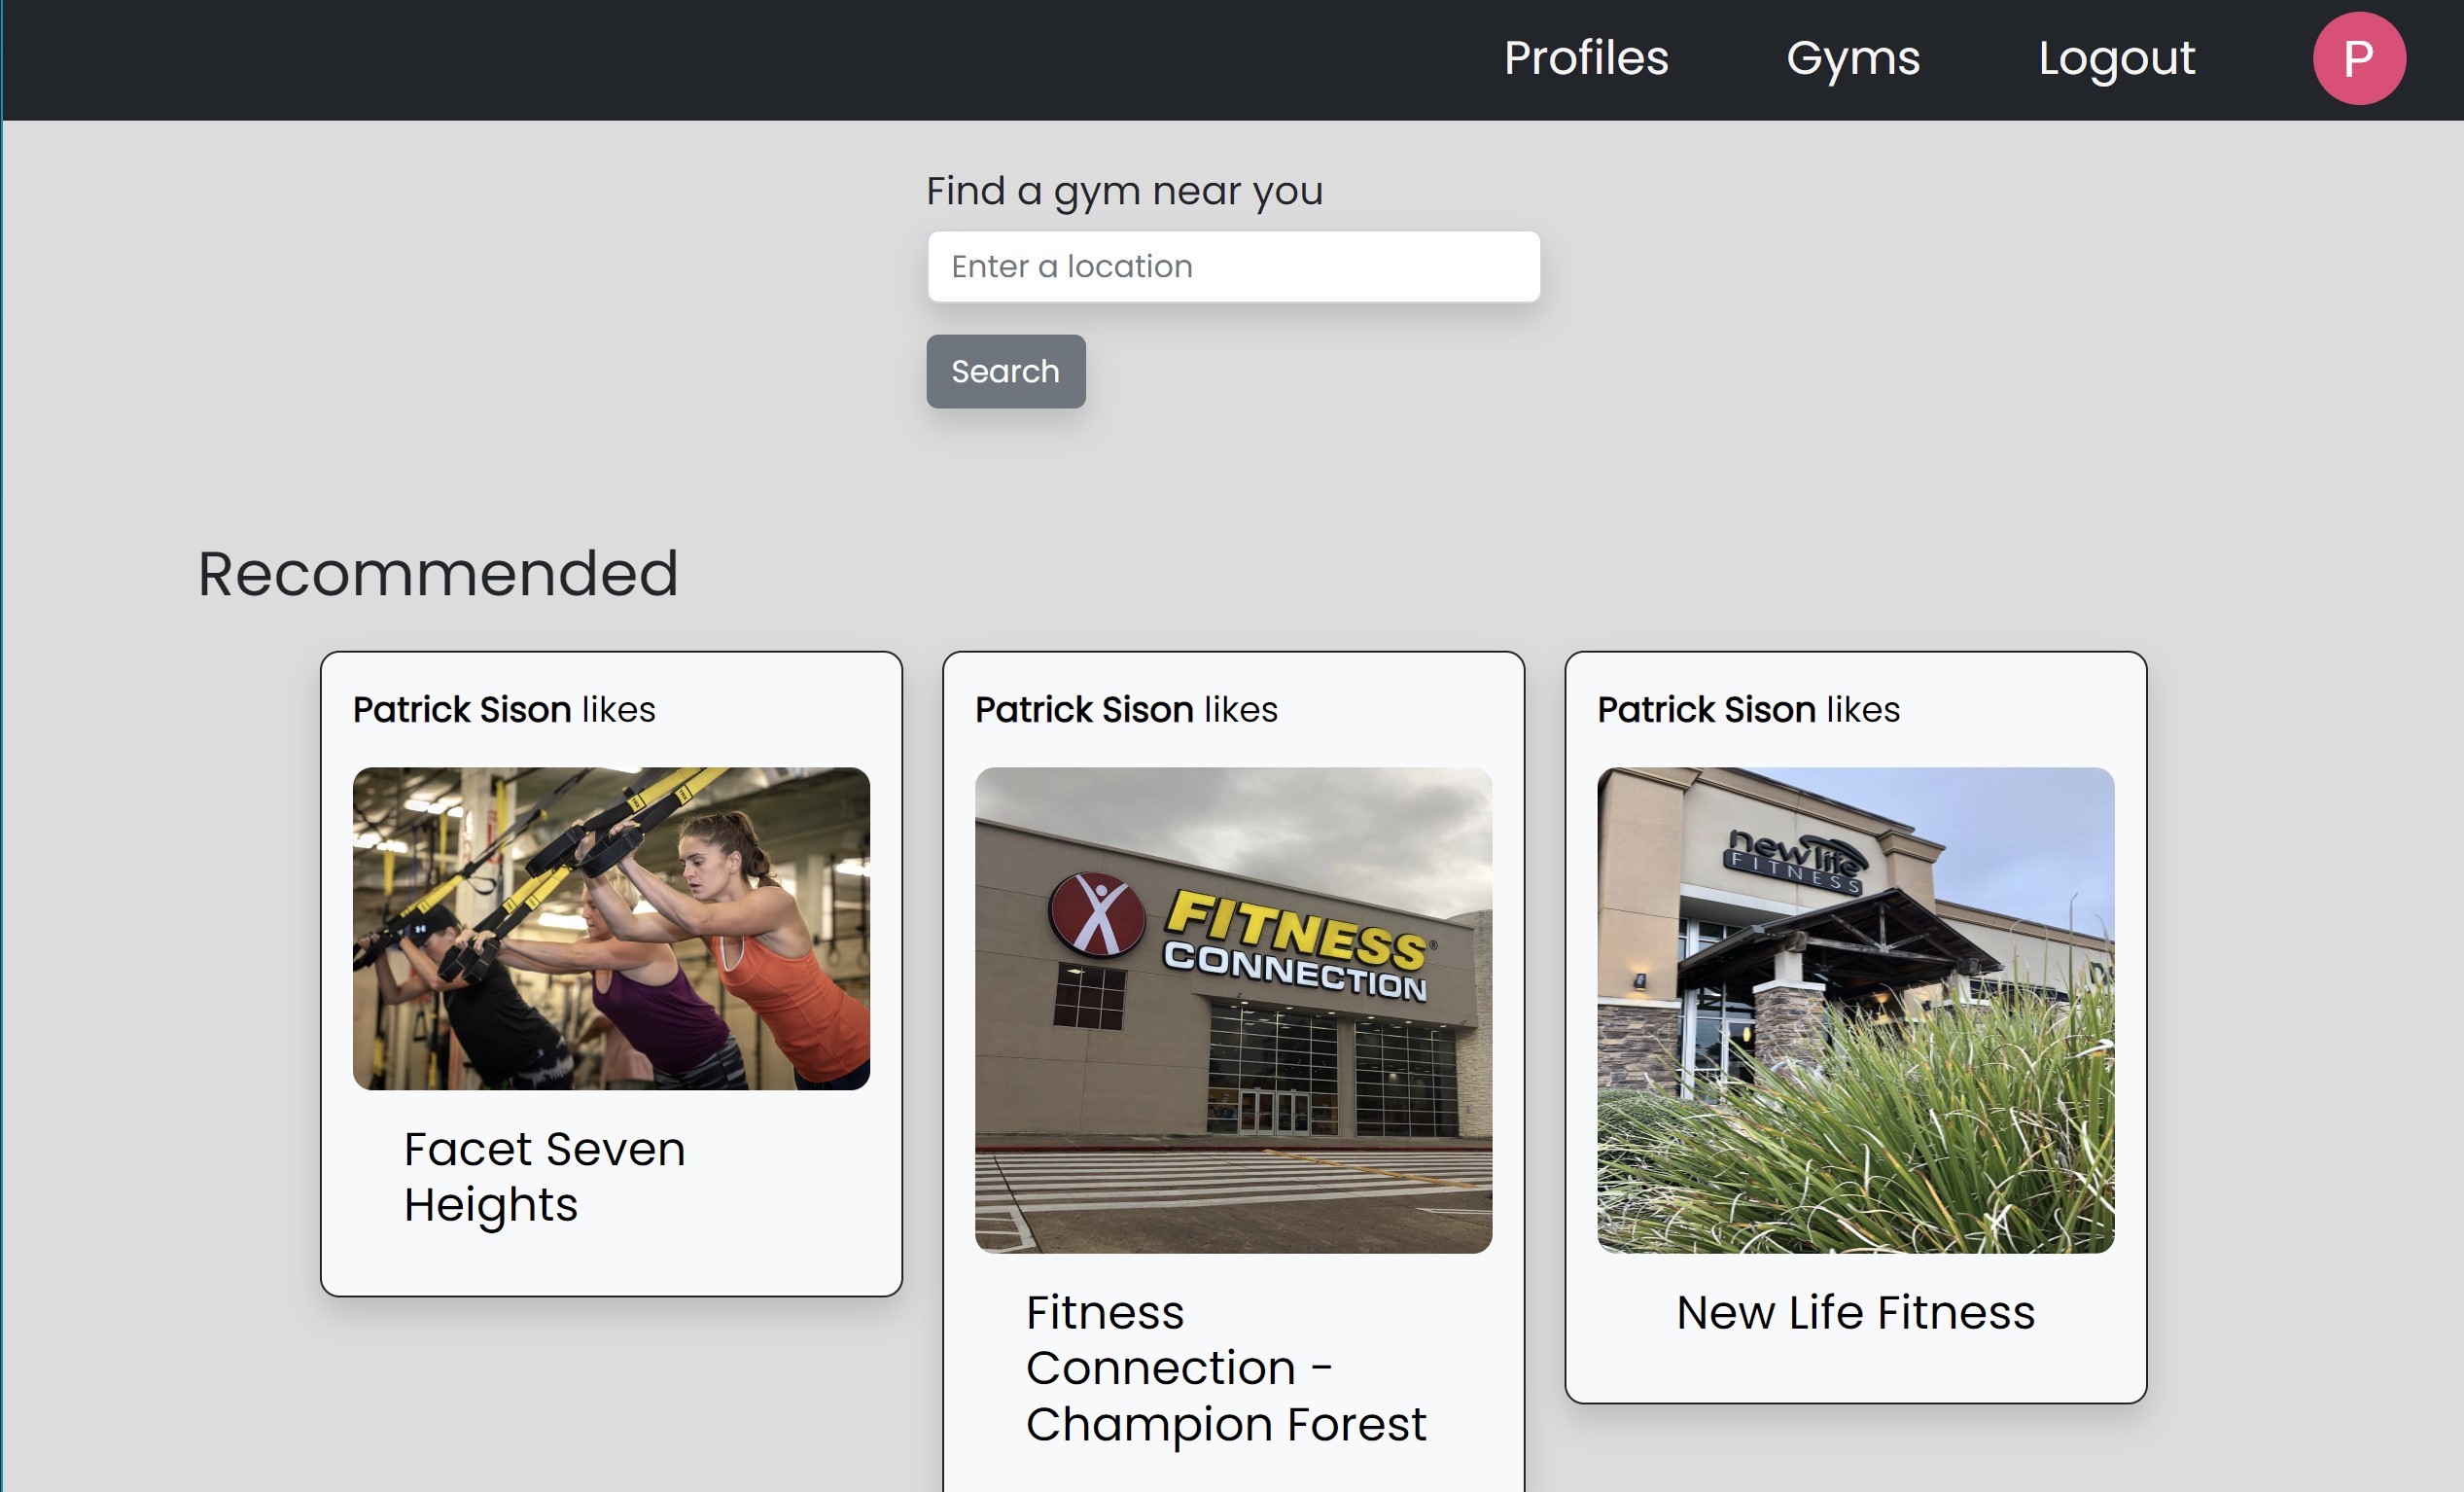 Profiles
Gyms
Logout
P
Find a gym near you
Enter a location
Search
Recommended
Patrick Sison likes
Facet Seven
Heights
Patrick Sison likes
FITNESS®
CONNECTION
Fitness
Connection -
Champion Forest
Patrick Sison likes
new life
FITNESS
New Life Fitness